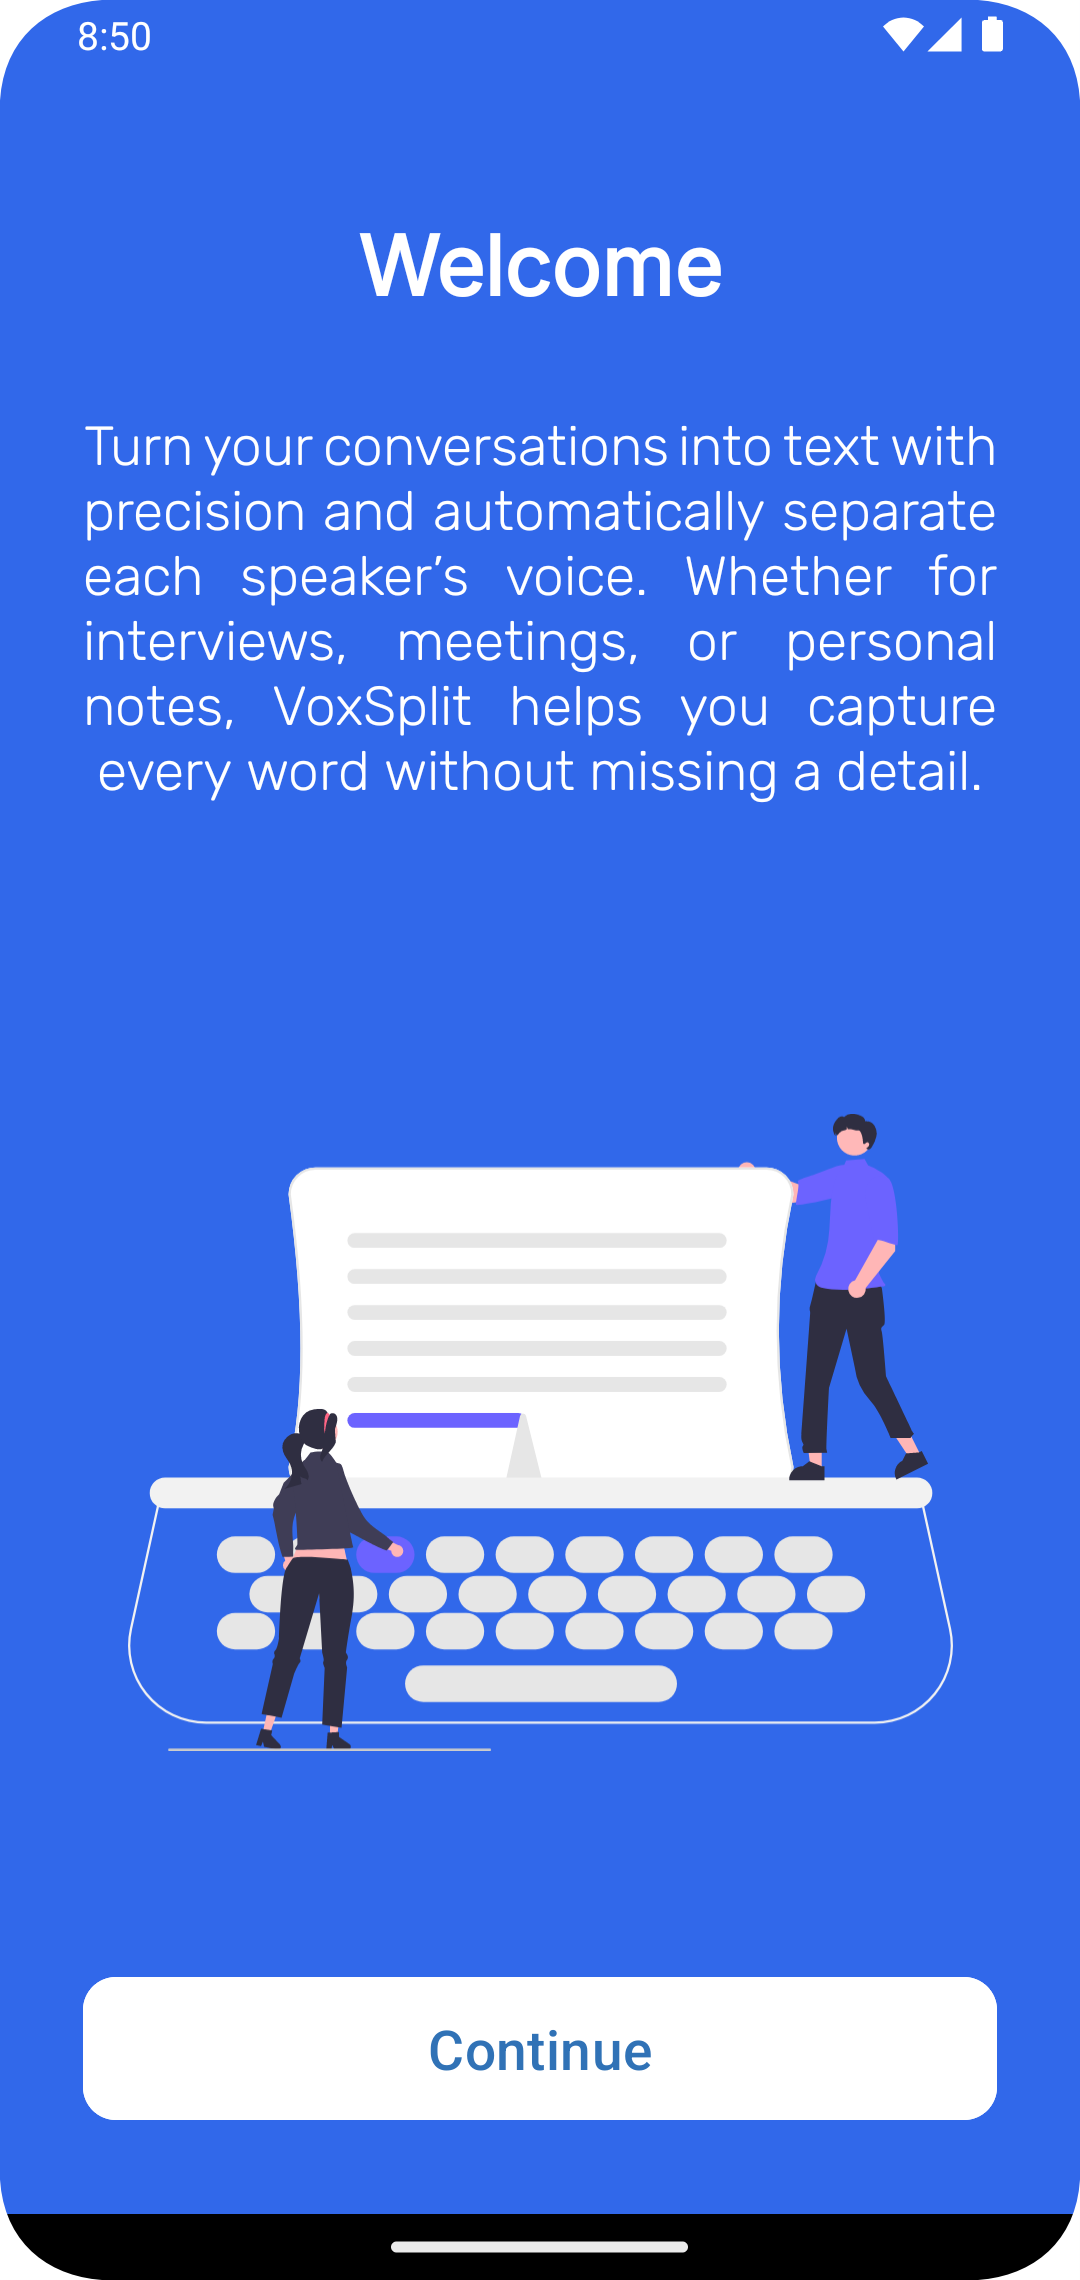 8:50
Welcome
Turn your conversations into text with
precision and automatically separate
each speaker’s voice. Whether for
interviews, meetings, or personal
notes, VoxSplit helps you capture
every word without missing a detail.
Continue